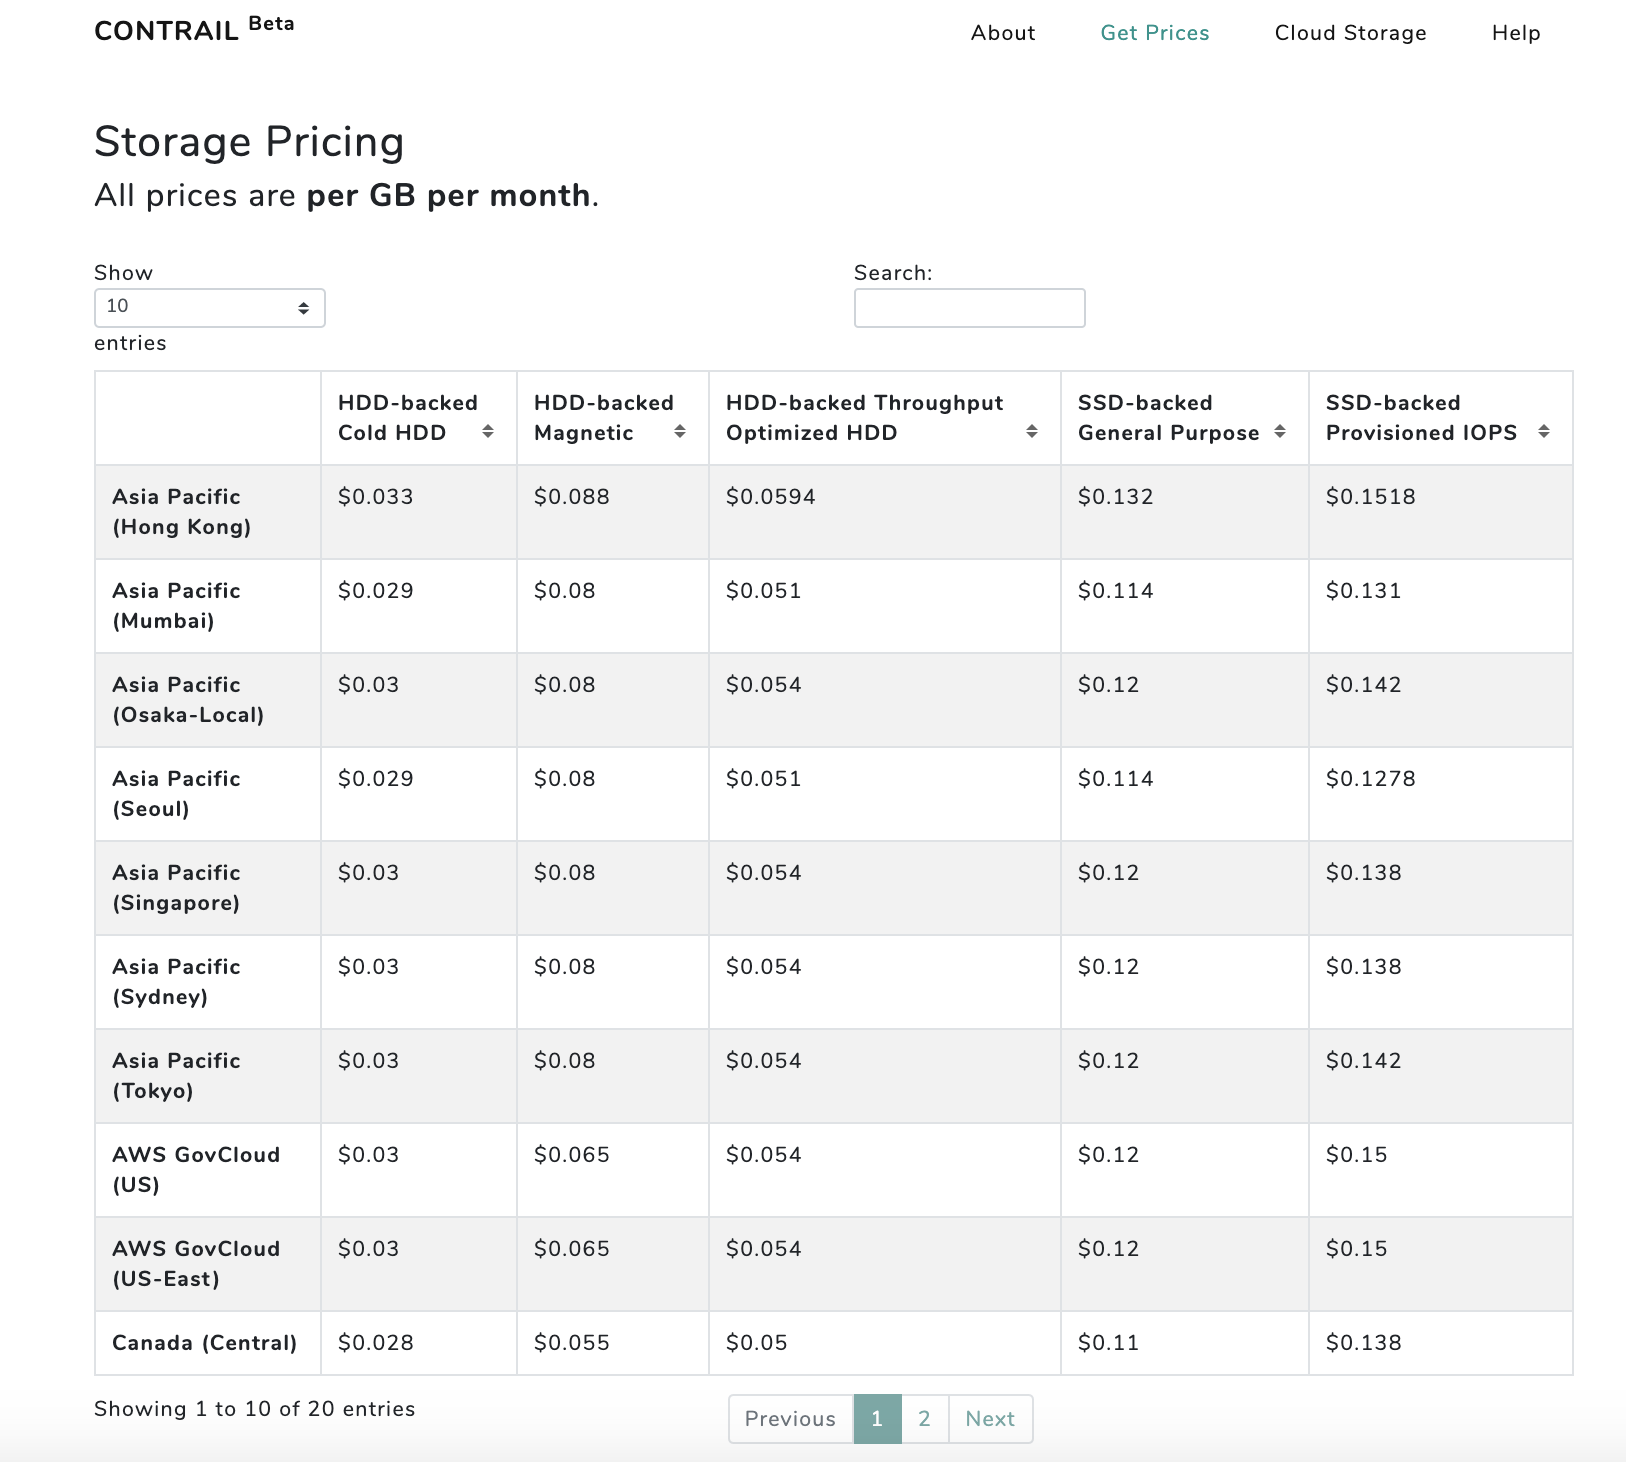 CONTRAIL Beta
About Get Prices Cloud Storage Help
Storage Pricing
All prices are per GB per month.
Show
Search:
10
entries
HDD-backed Cold HDD
HDD-backed Magnetic
HDD-backed Throughput Optimized HDD
SSD-backed General Purpose
SSD-backed Provisioned IOPS
Asia Pacific (Hong Kong) $0.033 $0.088 $0.0594 $0.132 $0.1518
Asia Pacific (Mumbai) $0.029 $0.08 $0.051 $0.114 $0.131
Asia Pacific (Osaka-Local) $0.03 $0.08 $0.054 $0.12 $0.142
Asia Pacific (Seoul) $0.029 $0.08 $0.051 $0.114 $0.1278
Asia Pacific (Singapore) $0.03 $0.08 $0.054 $0.12 $0.138
Asia Pacific (Sydney) $0.03 $0.08 $0.054 $0.12 $0.138
Asia Pacific (Tokyo) $0.03 $0.08 $0.054 $0.12 $0.142
AWS GovCloud (US) $0.03 $0.065 $0.054 $0.12 $0.15
AWS GovCloud (US-East) $0.03 $0.065 $0.054 $0.12 $0.15
Canada (Central) $0.028 $0.055 $0.05 $0.11 $0.138
Showing 1 to 10 of 20 entries
Previous 1 2 Next